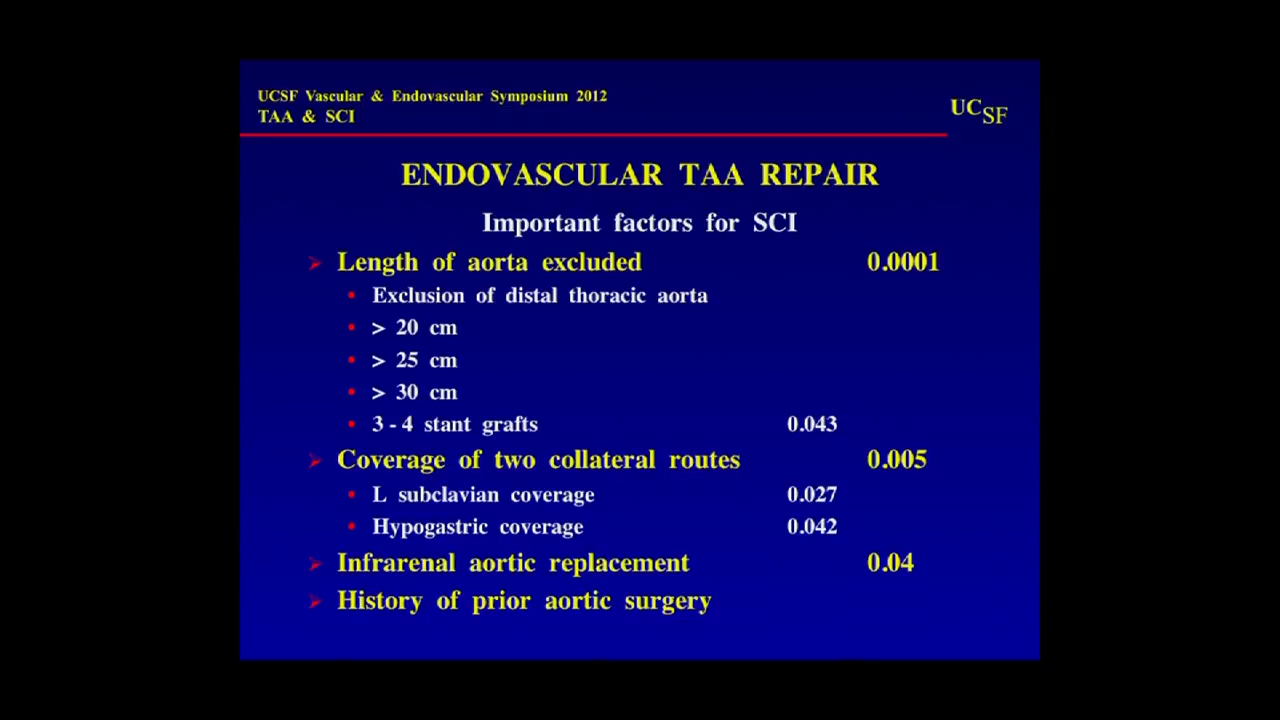 UCSF Vascular & Endovascular Symposium 2012
TAA & SCI
UCSF
ENDOVASCULAR TAA REPAIR
Important factors for SCI
Length of aorta excluded 0.0001
Exclusion of distal thoracic aorta
> 20 cm
> 25 cm
> 30 cm
3 - 4 stant grafts 0.043
Coverage of two collateral routes 0.005
L subclavian coverage 0.027
Hypogastric coverage 0.042
Infrarenal aortic replacement 0.04
History of prior aortic surgery